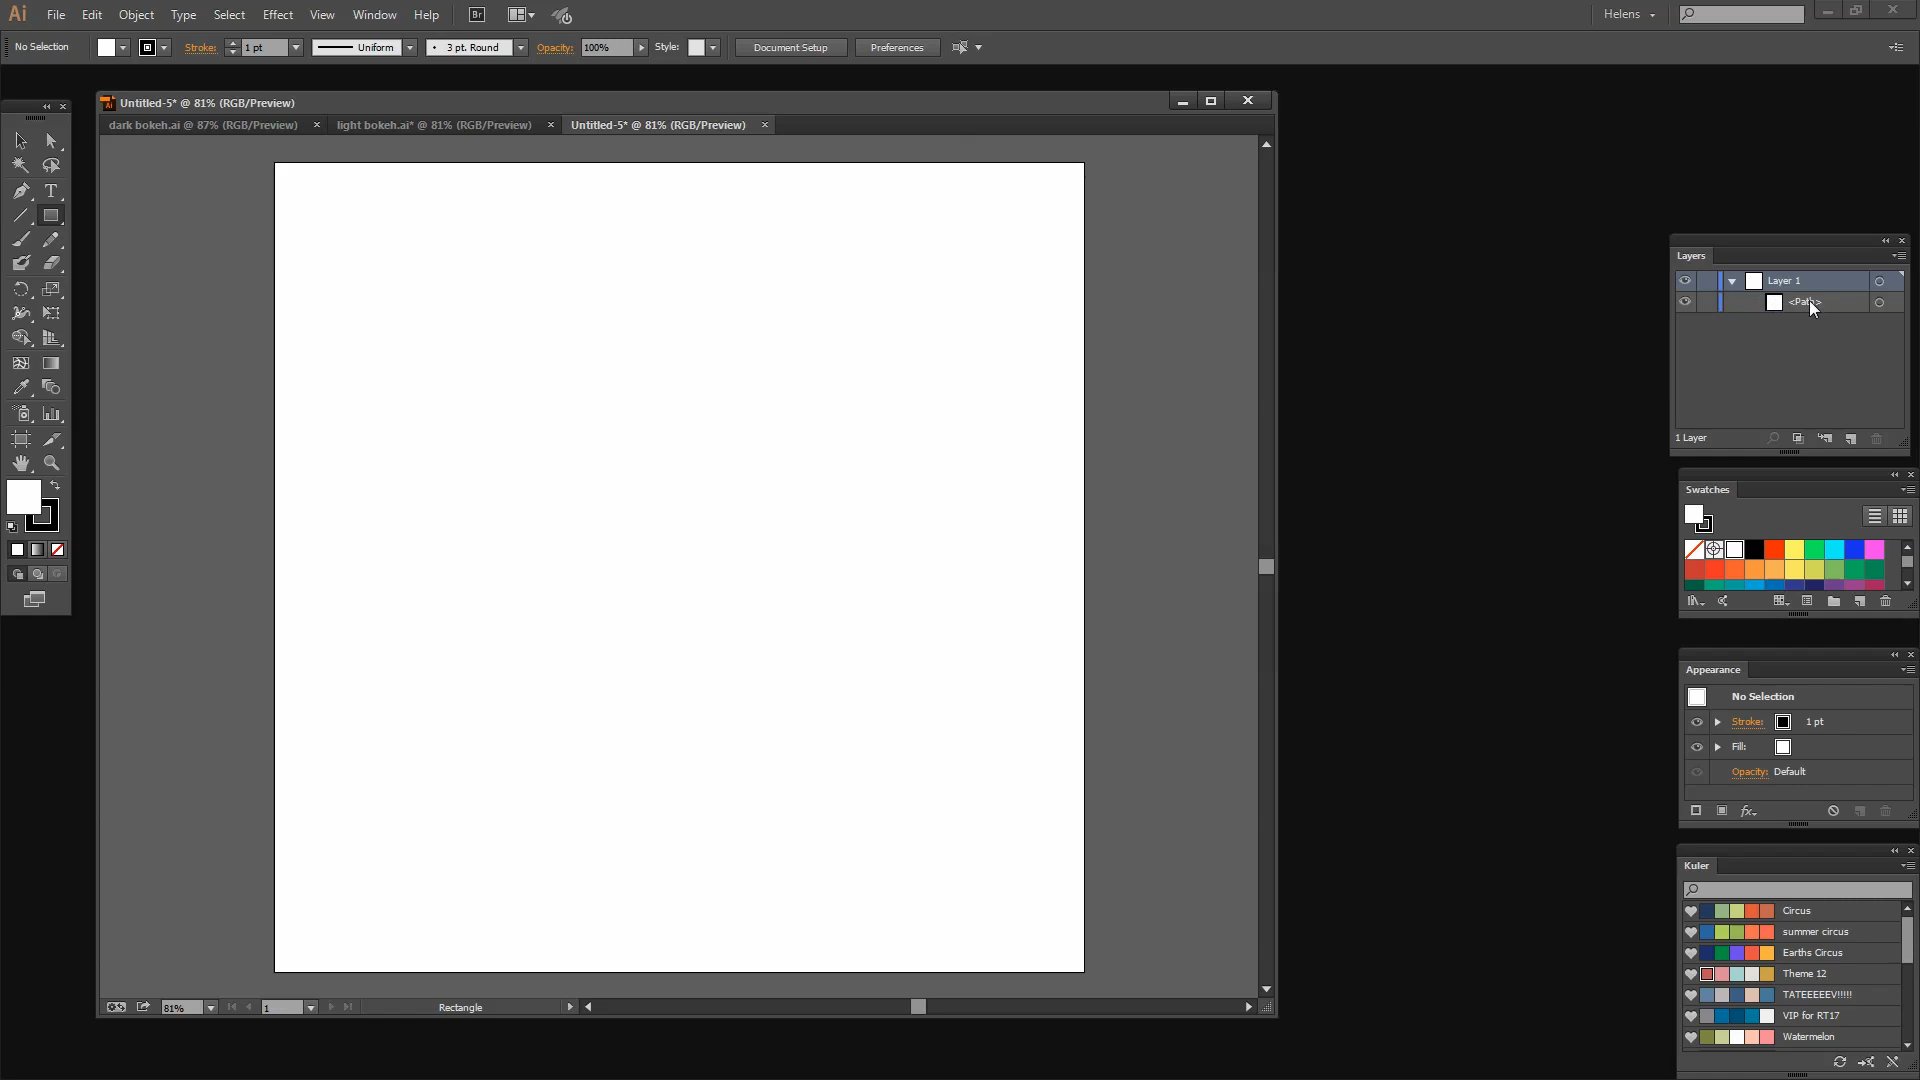 Ai File Edit Object Type Select Effect View Window Help Br Helens
No Selection Stroke: 1 pt Uniform 3 pt. Round Opacity: 100% Style: Document Setup Preferences
Untitled-5* @ 81% (RGB/Preview)
dark bokeh.ai @ 87% (RGB/Preview) light bokeh.ai* @ 81% (RGB/Preview) Untitled-5* @ 81% (RGB/Preview)
Layers
Layer 1
<Path>
1 Layer
Swatches
Appearance
No Selection
Stroke: 1 pt
Fill:
Opacity: Default
fx
Kuler
Circus
summer circus
Earths Circus
Theme 12
TATEEEEEV!!!!!
VIP for RT17
Watermelon
81% 1 Rectangle